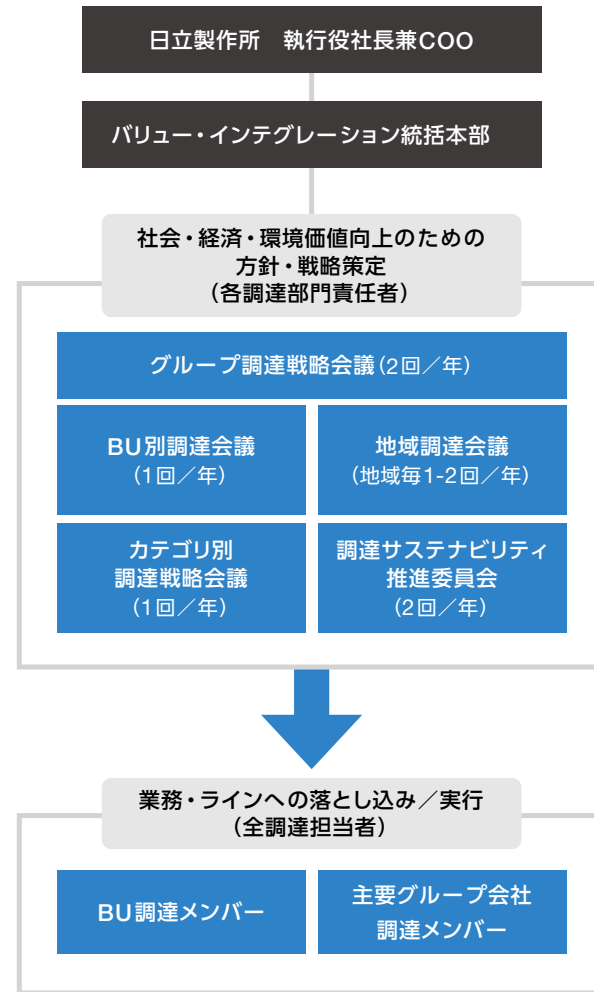 日立製作所　執行役社長兼COO
バリュー・インテグレーション統括本部
社会・経済・環境価値向上のための
方針・戦略策定
（各調達部門責任者）
グループ調達戦略会議（2回／年）
BU別調達会議
（1回／年）
地域調達会議
（地域毎1-2回／年）
カテゴリ別
調達戦略会議
（1回／年）
調達サステナビリティ
推進委員会
（2回／年）
業務・ラインへの落とし込み／実行
（全調達担当者）
BU調達メンバー
主要グループ会社
調達メンバー